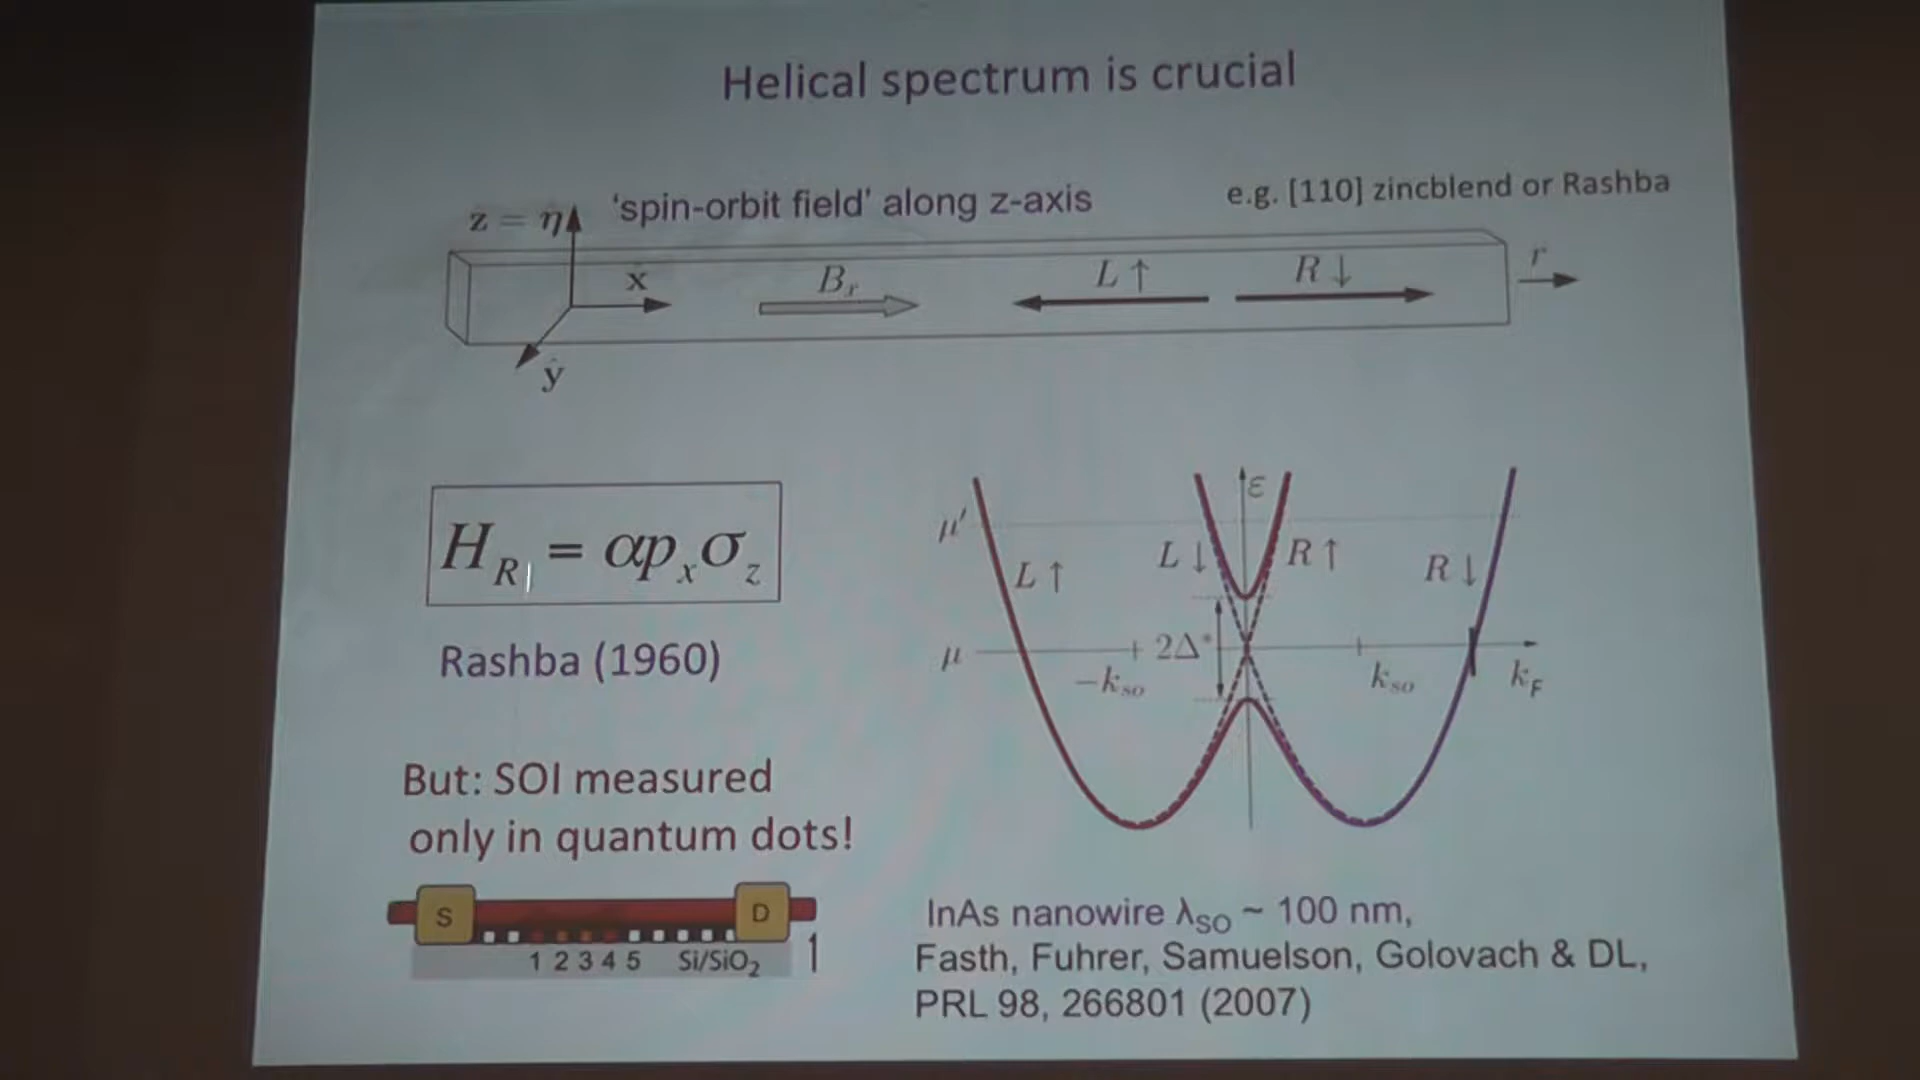 Helical spectrum is crucial
'spin-orbit field' along z-axis
e.g. [110] zincblend or Rashba
z = η
x
B_r
L ↑
R ↓
r
y
H_R = αp_xσ_z
Rashba (1960)
ε
μ'
L ↑
L ↓
R ↑
R ↓
μ
2Δ*
−k_so
k_so
k_F
But: SOI measured
only in quantum dots!
S
D
1 2 3 4 5
Si/SiO₂
1
InAs nanowire λ_SO ~ 100 nm,
Fasth, Fuhrer, Samuelson, Golovach & DL,
PRL 98, 266801 (2007)